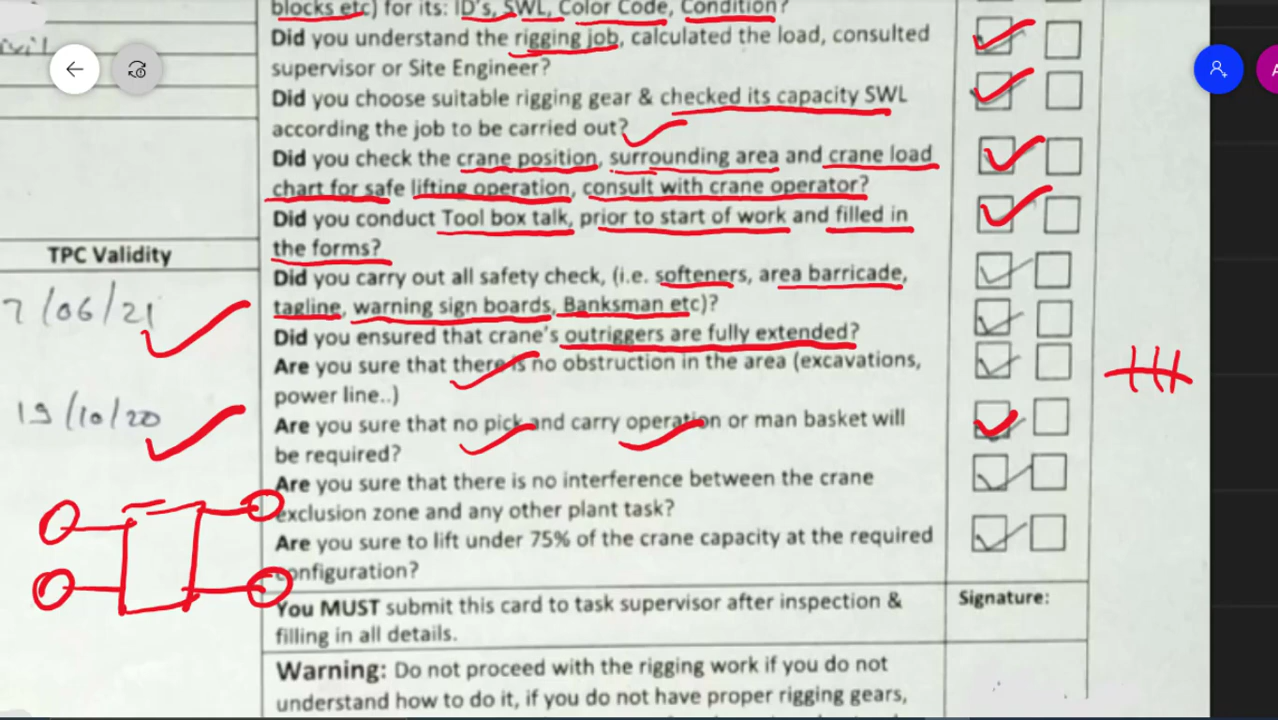 blocks etc) for its: ID's, SWL, Color Code, Condition?
Did you understand the rigging job, calculated the load, consulted
supervisor or Site Engineer?
Did you choose suitable rigging gear & checked its capacity SWL
according the job to be carried out?
Did you check the crane position, surrounding area and crane load
chart for safe lifting operation, consult with crane operator?
Did you conduct Tool box talk, prior to start of work and filled in
the forms?
Did you carry out all safety check, (i.e. softeners, area barricade,
tagline, warning sign boards, Banksman etc)?
Did you ensured that crane's outriggers are fully extended?
Are you sure that there is no obstruction in the area (excavations,
power line..)
Are you sure that no pick and carry operation or man basket will
be required?
Are you sure that there is no interference between the crane
exclusion zone and any other plant task?
Are you sure to lift under 75% of the crane capacity at the required
configuration?
You MUST submit this card to task supervisor after inspection &
filling in all details.
Signature:
Warning: Do not proceed with the rigging work if you do not
understand how to do it, if you do not have proper rigging gears,
TPC Validity
7/06/21
19/10/20